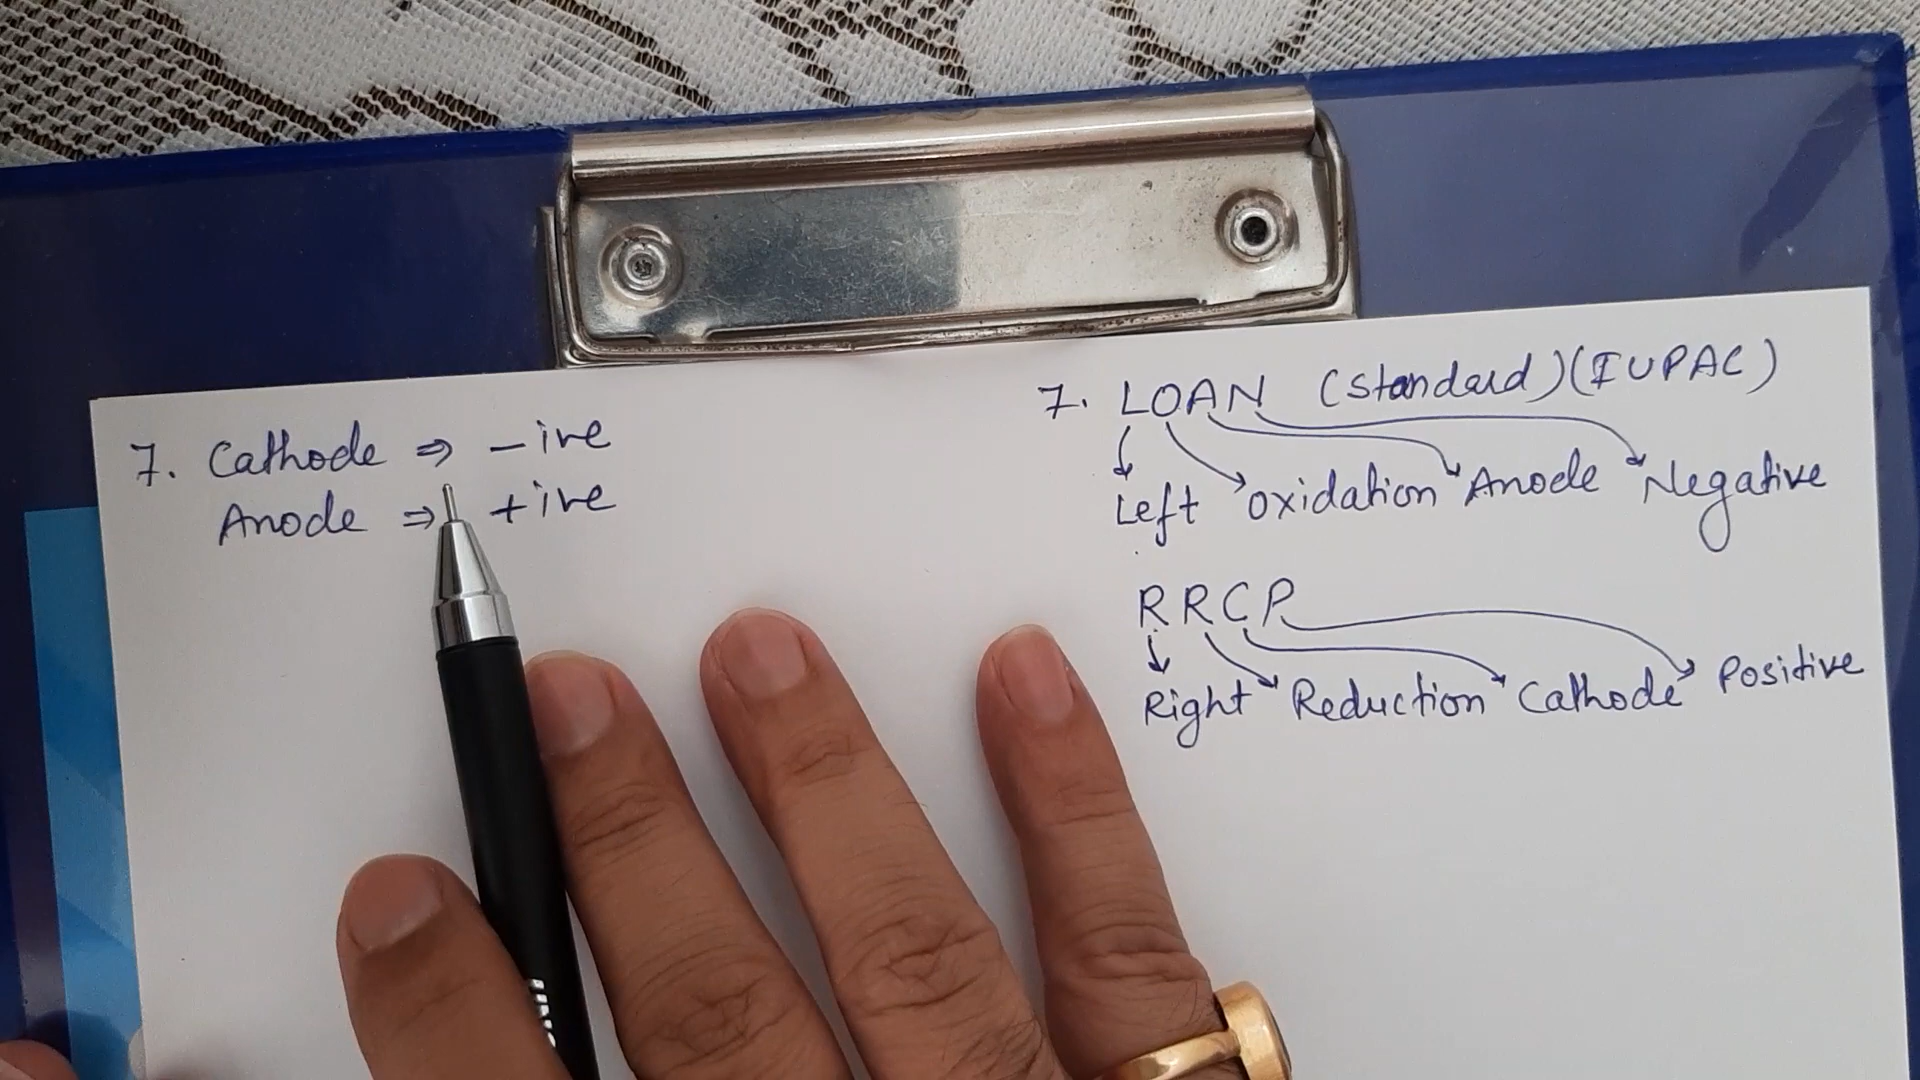 7. Cathode ⇒ -ive
Anode ⇒ +ive
7. LOAN (Standard) (IUPAC)
Left Oxidation Anode Negative
RRCP
Right Reduction Cathode Positive